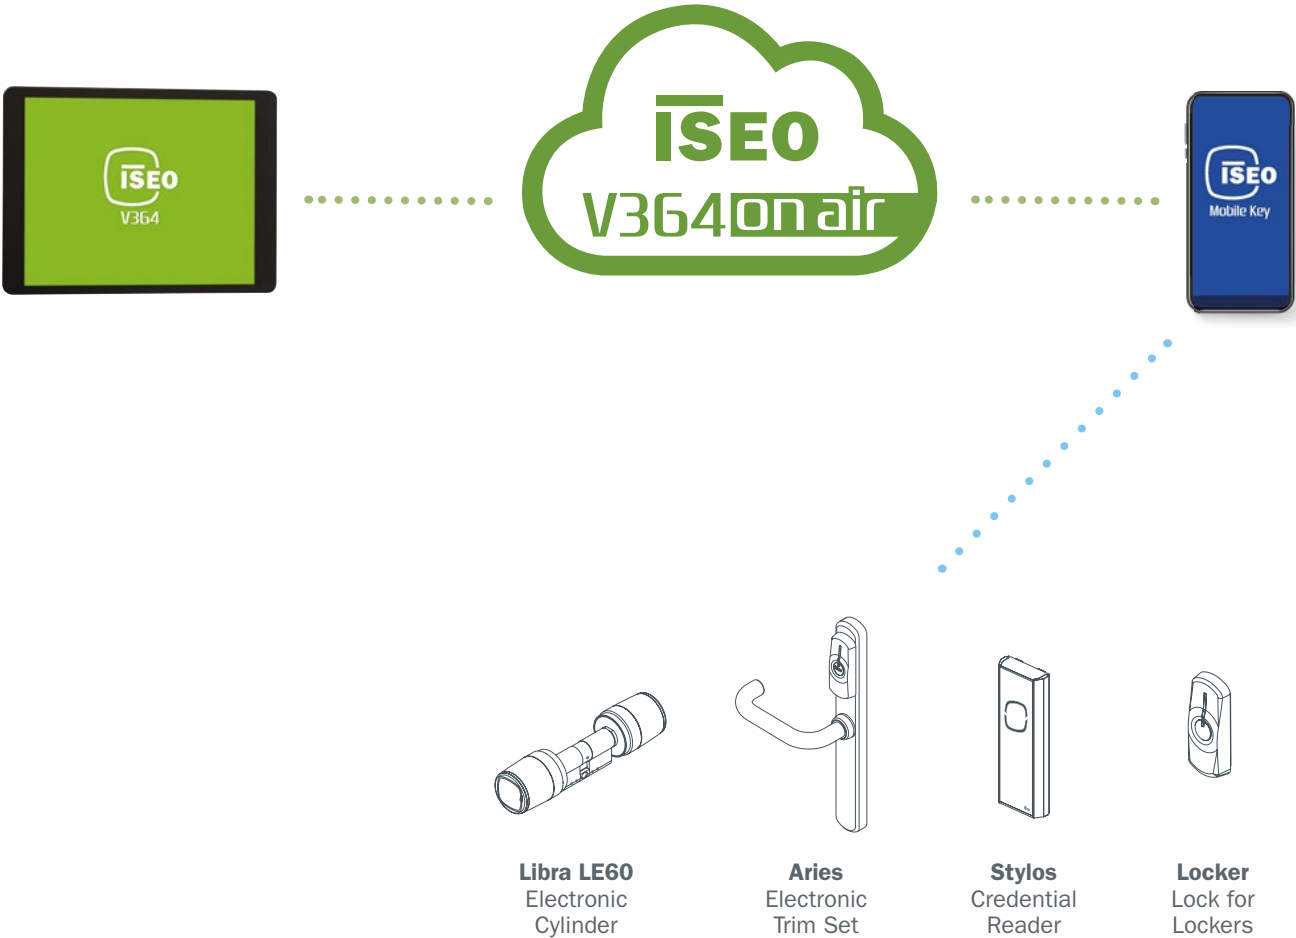 ISEO
V364 on air
ISEO
V364
ISEO
Mobile Key
Libra LE60
Electronic
Cylinder
Aries
Electronic
Trim Set
Stylos
Credential
Reader
Locker
Lock for
Lockers